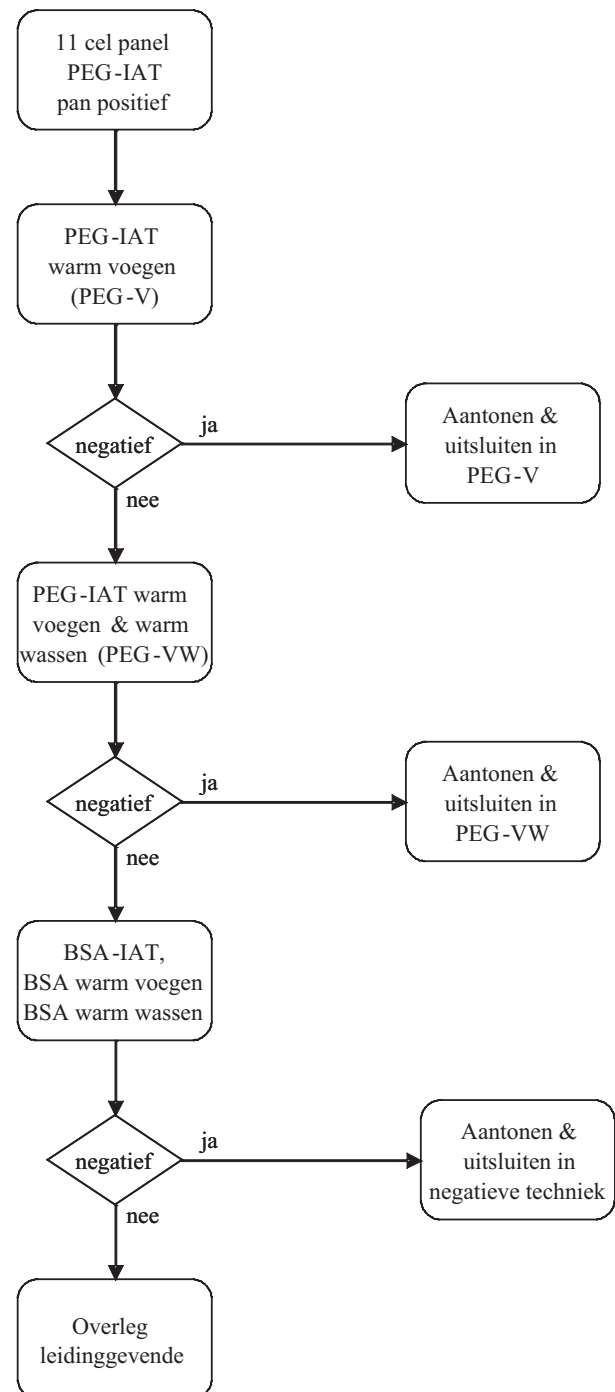 11 cel panel
PEG-IAT
pan positief
PEG-IAT
warm voegen
(PEG-V)
negatief
ja
Aantonen &
uitsluiten in
PEG-V
nee
PEG-IAT warm
voegen & warm
wassen (PEG-VW)
negatief
ja
Aantonen &
uitsluiten in
PEG-VW
nee
BSA-IAT,
BSA warm voegen
BSA warm wassen
negatief
ja
Aantonen &
uitsluiten in
negatieve techniek
nee
Overleg
leidinggevende